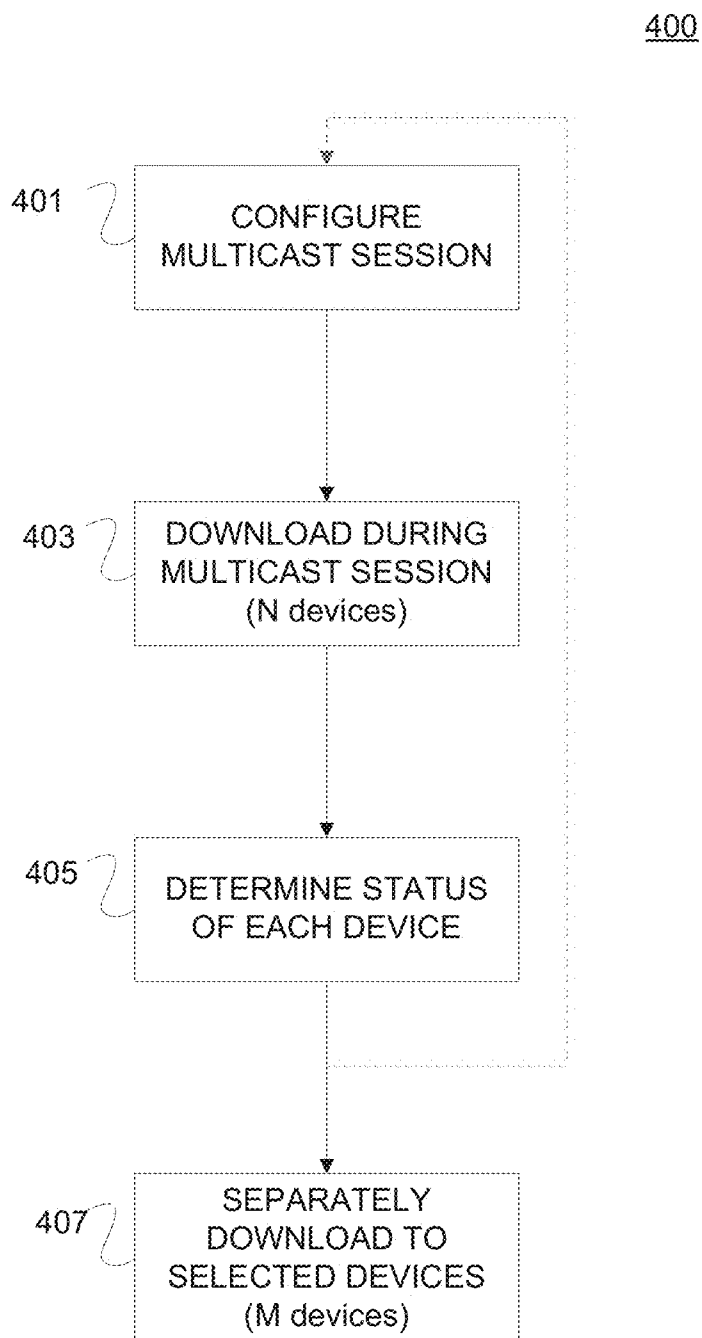 400
401
CONFIGURE
MULTICAST SESSION
403
DOWNLOAD DURING
MULTICAST SESSION
(N devices)
405
DETERMINE STATUS
OF EACH DEVICE
407
SEPARATELY
DOWNLOAD TO
SELECTED DEVICES
(M devices)